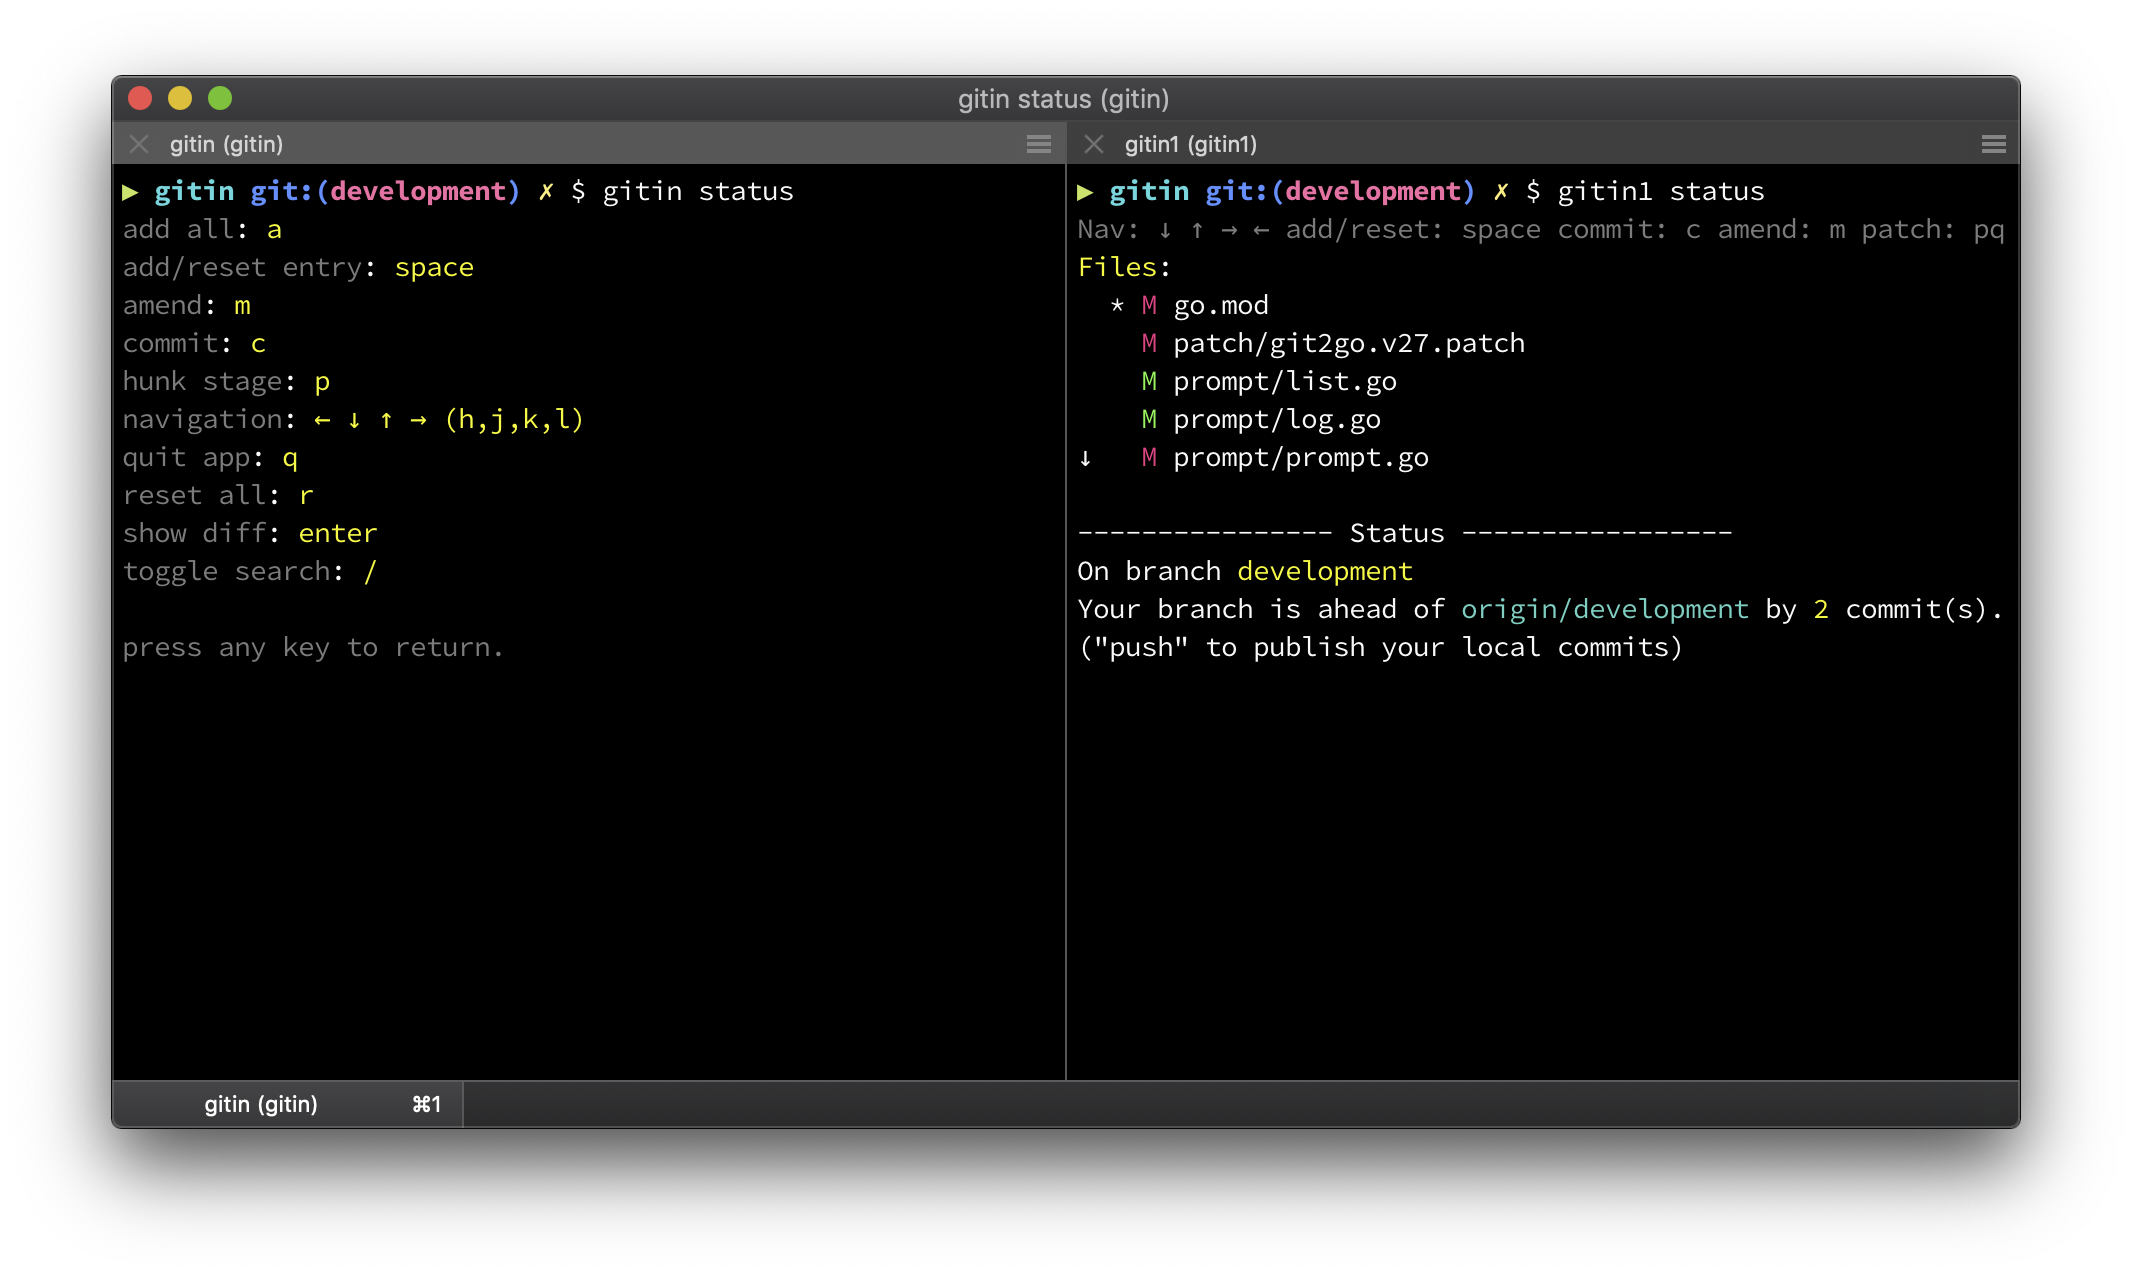 gitin status (gitin)
gitin (gitin)
▶ gitin git:(development) ✗ $ gitin status
add all: a
add/reset entry: space
amend: m
commit: c
hunk stage: p
navigation: ← ↓ ↑ → (h,j,k,l)
quit app: q
reset all: r
show diff: enter
toggle search: /
press any key to return.
gitin1 (gitin1)
▶ gitin git:(development) ✗ $ gitin1 status
Nav: ↓ ↑ → ← add/reset: space commit: c amend: m patch: pq
Files:
* M go.mod
M patch/git2go.v27.patch
M prompt/list.go
M prompt/log.go
↓ M prompt/prompt.go
---------------- Status -----------------
On branch development
Your branch is ahead of origin/development by 2 commit(s).
("push" to publish your local commits)
gitin (gitin) ⌘1